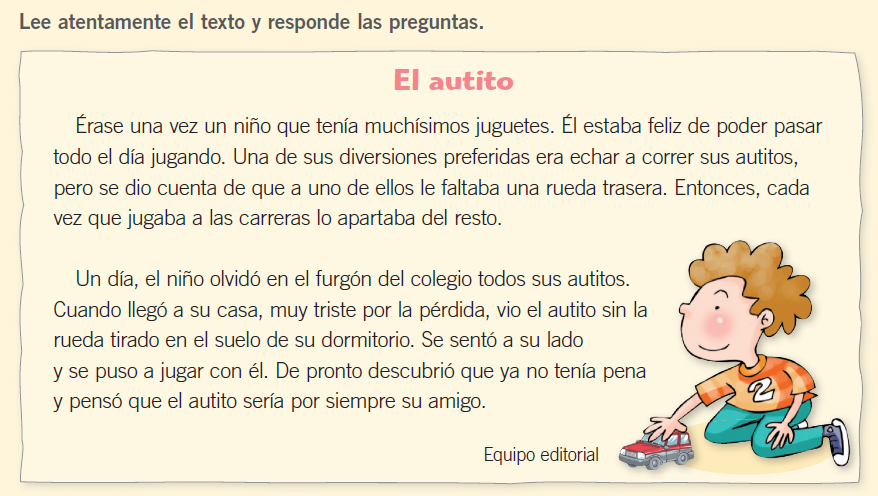 Lee atentamente el texto y responde las preguntas.
El autito
Érase una vez un niño que tenía muchísimos juguetes. Él estaba feliz de poder pasar
todo el día jugando. Una de sus diversiones preferidas era echar a correr sus autitos,
pero se dio cuenta de que a uno de ellos le faltaba una rueda trasera. Entonces, cada
vez que jugaba a las carreras lo apartaba del resto.
Un día, el niño olvidó en el furgón del colegio todos sus autitos.
Cuando llegó a su casa, muy triste por la pérdida, vio el autito sin la
rueda tirado en el suelo de su dormitorio. Se sentó a su lado
y se puso a jugar con él. De pronto descubrió que ya no tenía pena
y pensó que el autito sería por siempre su amigo.
2
Equipo editorial